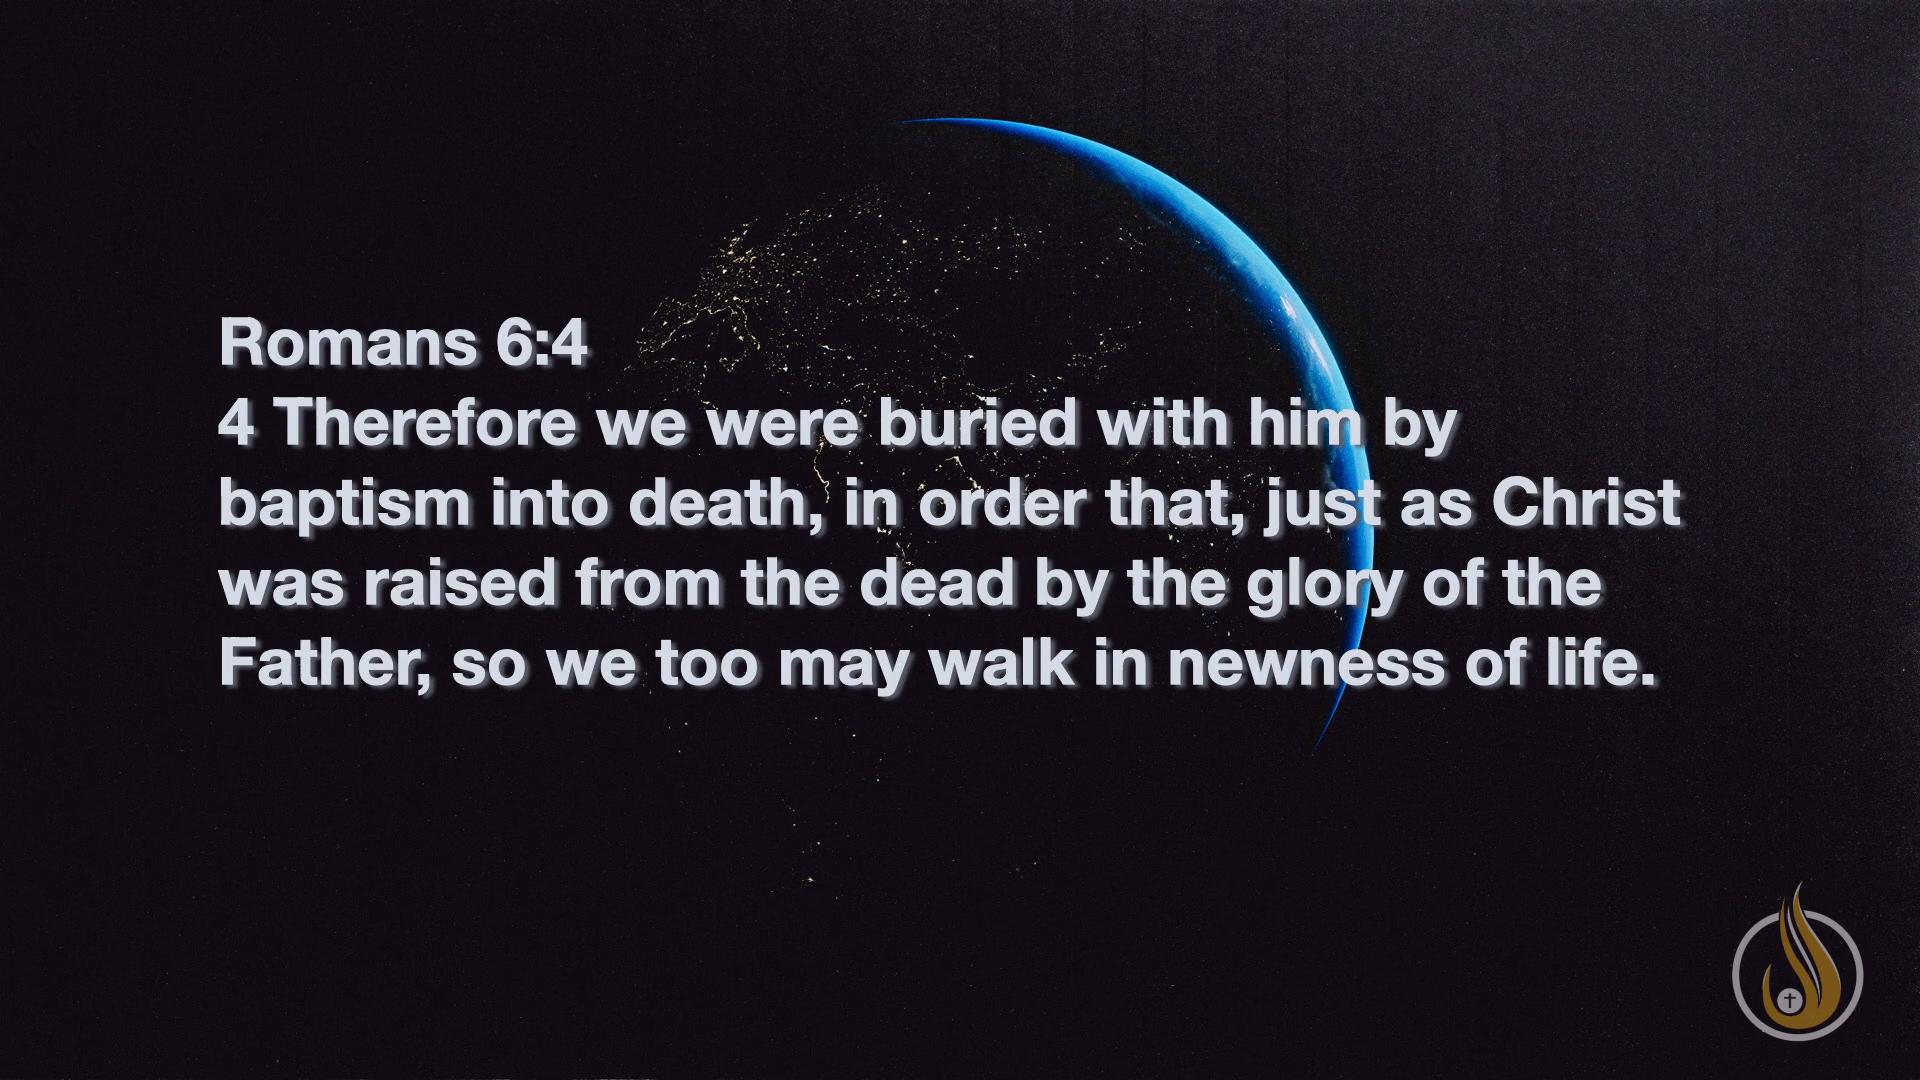 Romans 6:4
4 Therefore we were buried with him by
baptism into death, in order that, just as Christ
was raised from the dead by the glory of the
Father, so we too may walk in newness of life.